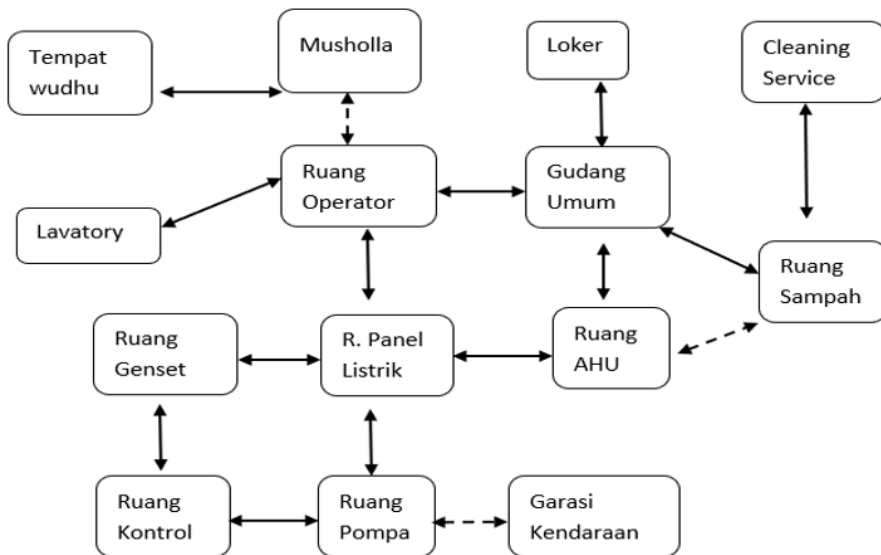 Tempat
wudhu
Musholla
Loker
Cleaning
Service
Ruang
Operator
Gudang
Umum
Lavatory
Ruang
Sampah
Ruang
Genset
R. Panel
Listrik
Ruang
AHU
Ruang
Kontrol
Ruang
Pompa
Garasi
Kendaraan